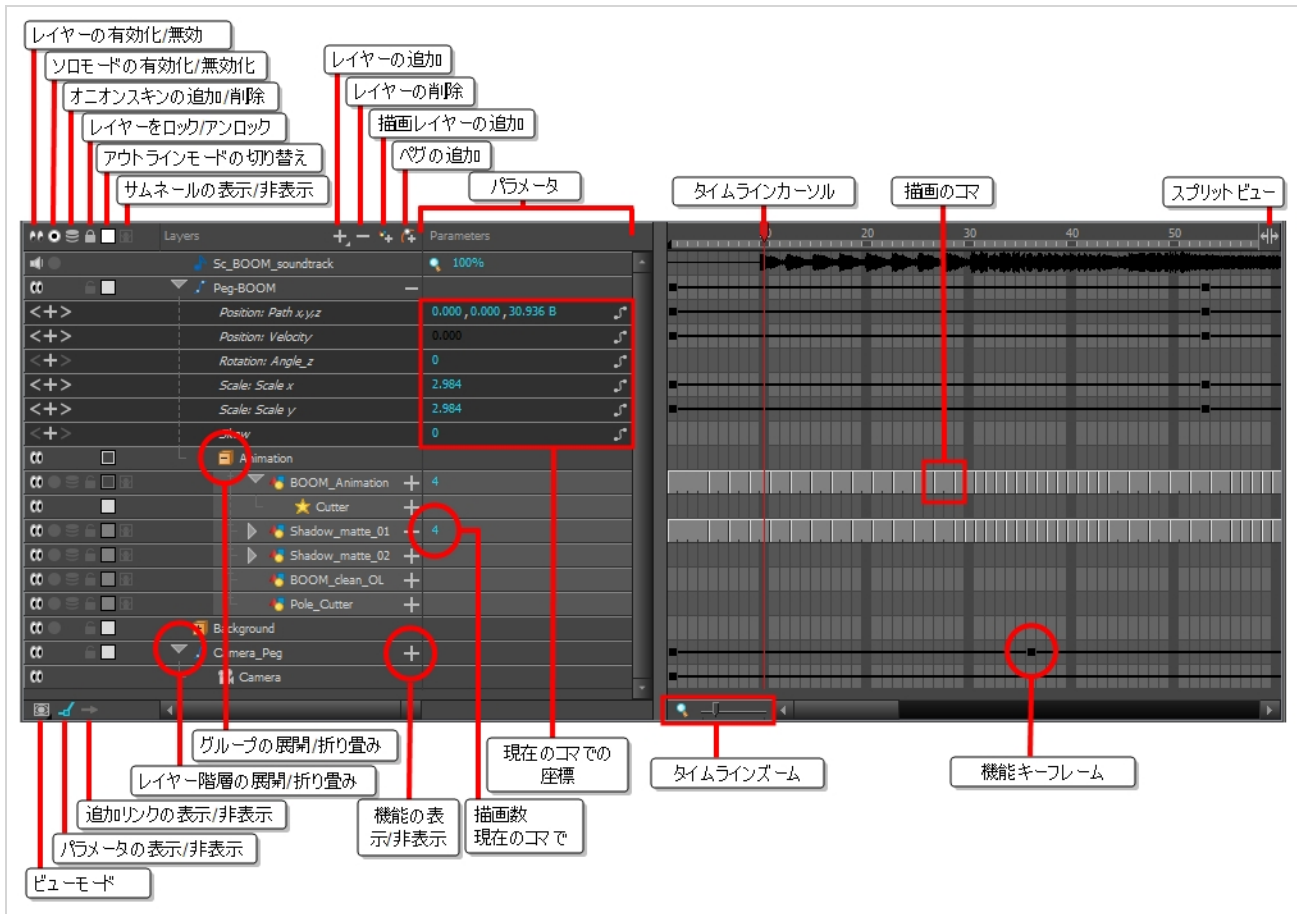 レイヤーの有効化/無効
ソロモードの有効化/無効化
オニオンスキンの追加/削除
レイヤーをロック/アンロック
アウトラインモードの切り替え
サムネールの表示/非表示
レイヤーの追加
レイヤーの削除
描画レイヤーの追加
ペグの追加
パラメータ
タイムラインカーソル
描画のコマ
スプリットビュー
Layers
Parameters
10 20 30 40 50
Sc_BOOM_soundtrack
100%
Peg-BOOM
Position: Path x,y,z
0.000 , 0.000 , 30.936 B
Position: Velocity
0.000
Rotation: Angle_z
0
Scale: Scale x
2.984
Scale: Scale y
2.984
Skew
0
Animation
BOOM_Animation
4
Cutter
Shadow_matte_01
4
Shadow_matte_02
BOOM_clean_OL
Pole_Cutter
Background
Camera_Peg
Camera
グループの展開/折り畳み
レイヤー階層の展開/折り畳み
追加リンクの表示/非表示
パラメータの表示/非表示
ビューモード
機能の表
示/非表示
描画数
現在のコマで
現在のコマでの
座標
タイムラインズーム
機能キーフレーム